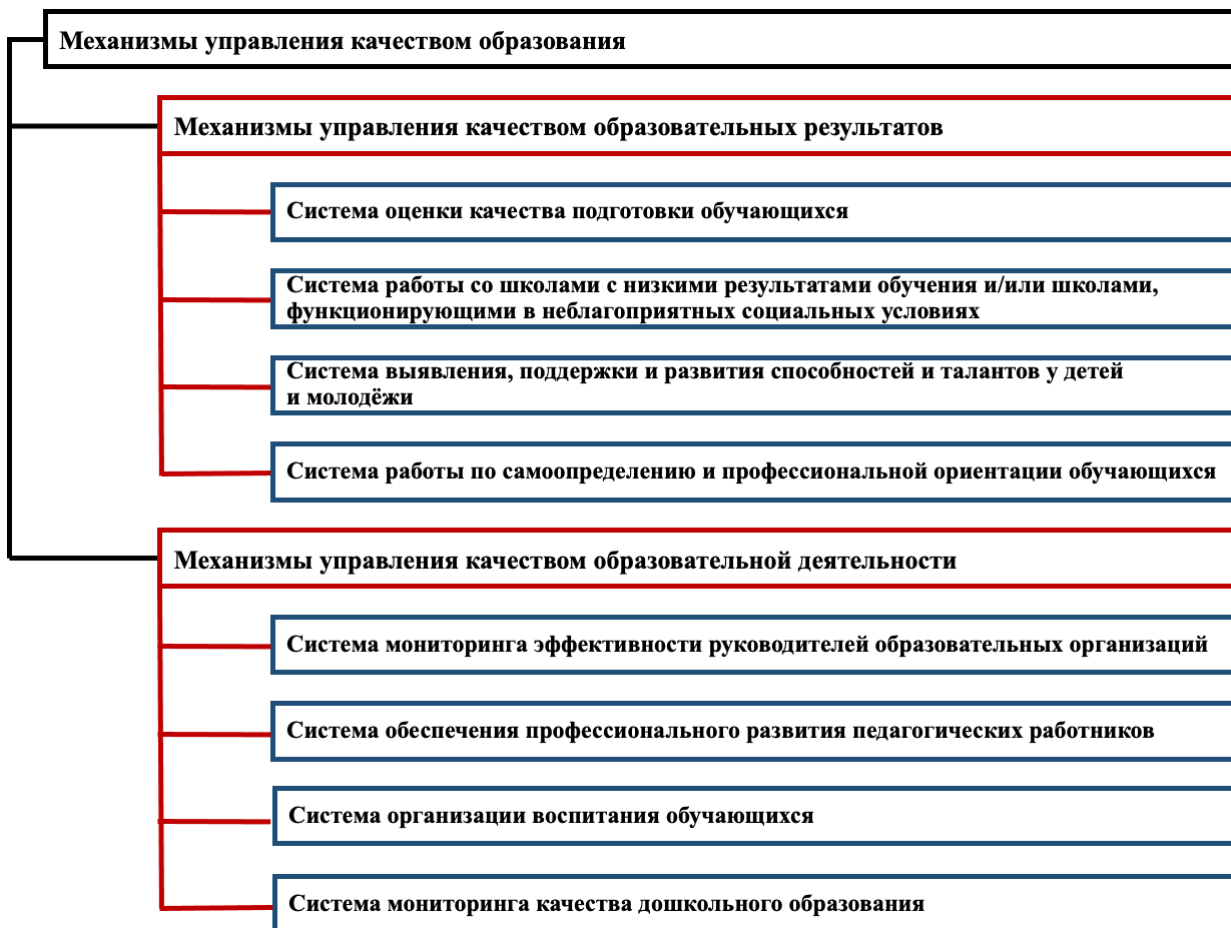 Механизмы управления качеством образования
Механизмы управления качеством образовательных результатов
Система оценки качества подготовки обучающихся
Система работы со школами с низкими результатами обучения и/или школами,
функционирующими в неблагоприятных социальных условиях
Система выявления, поддержки и развития способностей и талантов у детей
и молодёжи
Система работы по самоопределению и профессиональной ориентации обучающихся
Механизмы управления качеством образовательной деятельности
Система мониторинга эффективности руководителей образовательных организаций
Система обеспечения профессионального развития педагогических работников
Система организации воспитания обучающихся
Система мониторинга качества дошкольного образования